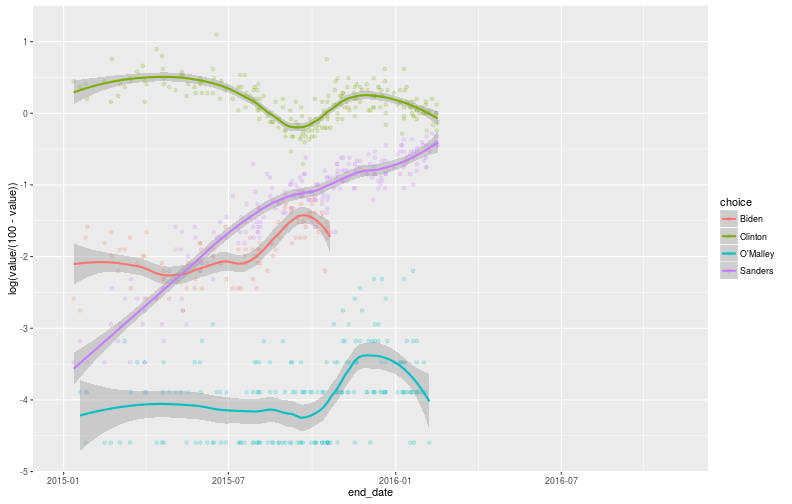 log(value/(100 - value))
1
0
-1
-2
-3
-4
-5
2015-01
2015-07
2016-01
2016-07
end_date
choice
Biden
Clinton
O'Malley
Sanders